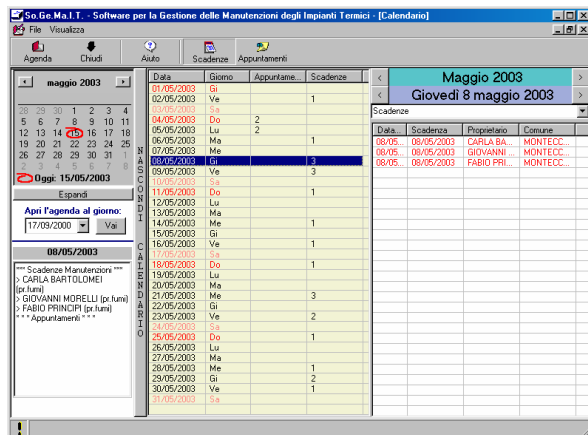 So.Ge.Ma.I.T. - Software per la Gestione delle Manutenzioni degli Impianti Termici - [Calendario]
File Visualizza
Agenda Chiudi Aiuto Scadenze Appuntamenti
maggio 2003
28 29 30 1 2 3 4
5 6 7 8 9 10 11
12 13 14 15 16 17 18
19 20 21 22 23 24 25
26 27 28 29 30 31 1
2 3 4 5 6 7 8
Oggi: 15/05/2003
Espandi
Apri l'agenda al giorno:
17/09/2000 Vai
08/05/2003
*** Scadenze Manutenzioni ***
> CARLA BARTOLOMEI
(pr.fumi)
> GIOVANNI MORELLI (pr.fumi)
> FABIO PRINCIPI (pr.fumi)
* * * Appuntamenti * * *
NASCONDI CALENDARIO
Data Giorno Appuntame... Scadenze
01/05/2003 Gi
02/05/2003 Ve 1
03/05/2003 Sa
04/05/2003 Do 2
05/05/2003 Lu 2
06/05/2003 Ma 1
07/05/2003 Me
08/05/2003 Gi 3
09/05/2003 Ve 3
10/05/2003 Sa
11/05/2003 Do 1
12/05/2003 Lu
13/05/2003 Ma
14/05/2003 Me 1
15/05/2003 Gi
16/05/2003 Ve 1
17/05/2003 Sa
18/05/2003 Do 1
19/05/2003 Lu
20/05/2003 Ma
21/05/2003 Me 3
22/05/2003 Gi
23/05/2003 Ve 2
24/05/2003 Sa
25/05/2003 Do 1
26/05/2003 Lu
27/05/2003 Ma
28/05/2003 Me 1
29/05/2003 Gi 2
30/05/2003 Ve 1
31/05/2003 Sa
< Maggio 2003 >
< Giovedì 8 maggio 2003 >
Scadenze
Data... Scadenza Proprietario Comune
08/05... 08/05/2003 CARLA BA... MONTECC...
08/05... 08/05/2003 GIOVANNI ... MONTECC...
08/05... 08/05/2003 FABIO PRI... MONTECC...